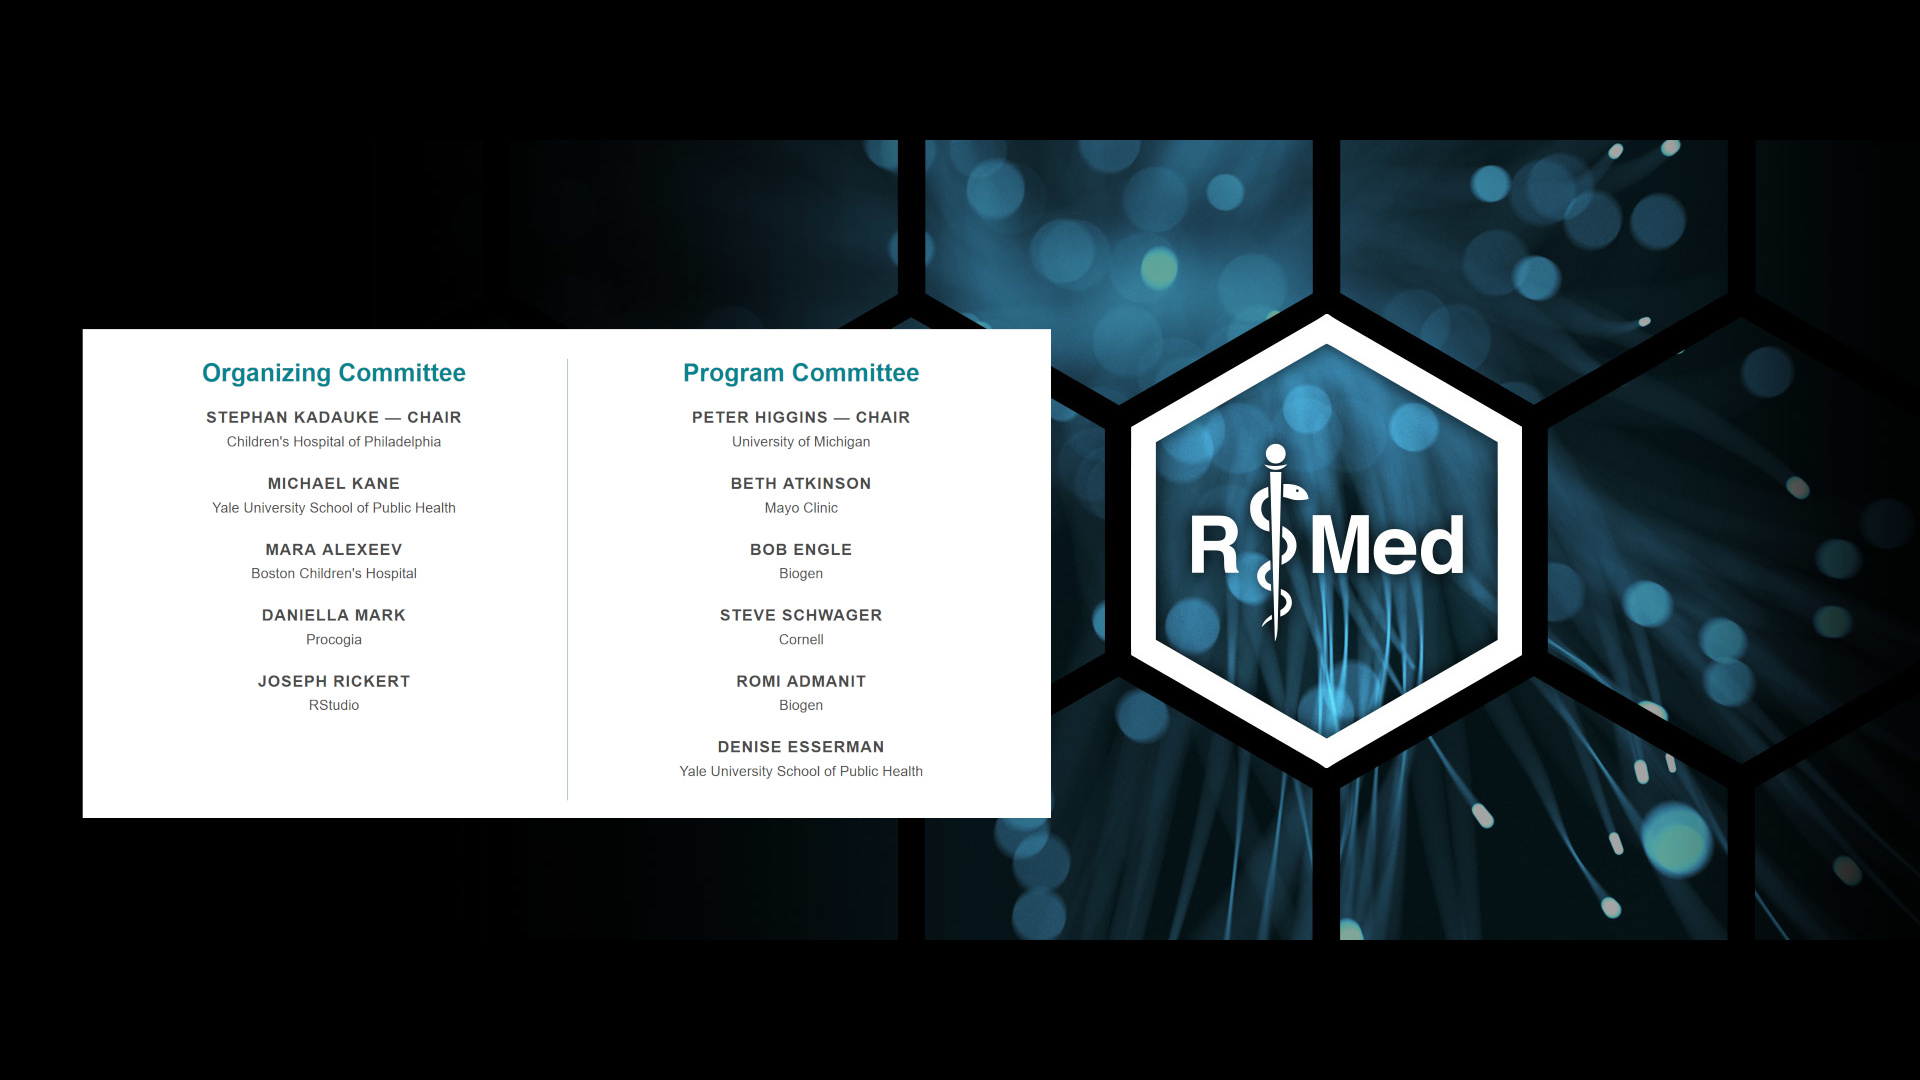 Organizing Committee
STEPHAN KADAUKE — CHAIR
Children's Hospital of Philadelphia
MICHAEL KANE
Yale University School of Public Health
MARA ALEXEEV
Boston Children's Hospital
DANIELLA MARK
Procogia
JOSEPH RICKERT
RStudio
Program Committee
PETER HIGGINS — CHAIR
University of Michigan
BETH ATKINSON
Mayo Clinic
BOB ENGLE
Biogen
STEVE SCHWAGER
Cornell
ROMI ADMANIT
Biogen
DENISE ESSERMAN
Yale University School of Public Health
R Med